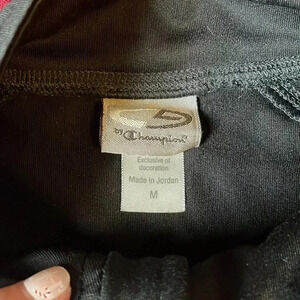 by Champion
Exclusive of
decoration
Made in Jordan
M